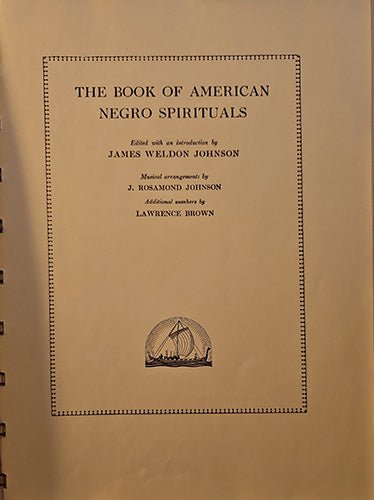 THE BOOK OF AMERICAN
NEGRO SPIRITUALS
Edited with an introduction by
JAMES WELDON JOHNSON
Musical arrangements by
J. ROSAMOND JOHNSON
Additional numbers by
LAWRENCE BROWN